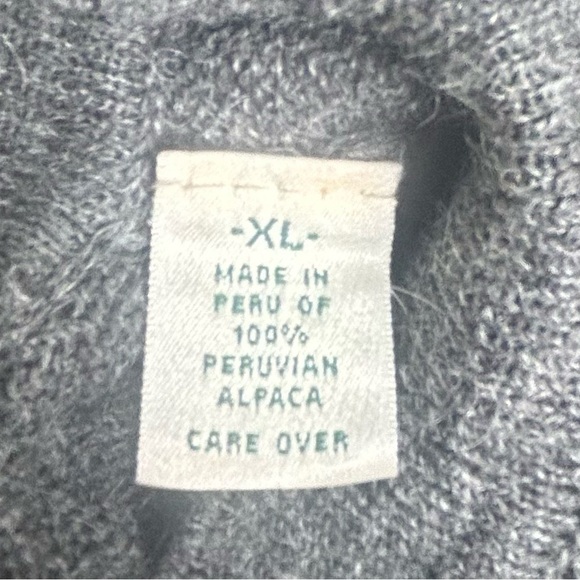 -XL-
MADE IN
PERU OF
100%
PERUVIAN
ALPACA
CARE OVER